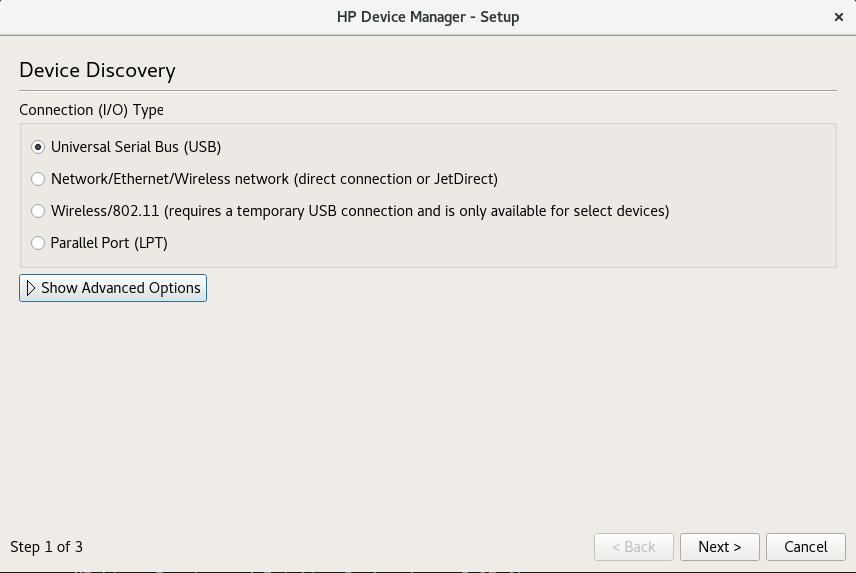 HP Device Manager - Setup
Device Discovery
Connection (I/O) Type
Universal Serial Bus (USB)
Network/Ethernet/Wireless network (direct connection or JetDirect)
Wireless/802.11 (requires a temporary USB connection and is only available for select devices)
Parallel Port (LPT)
Show Advanced Options
Step 1 of 3
< Back
Next >
Cancel